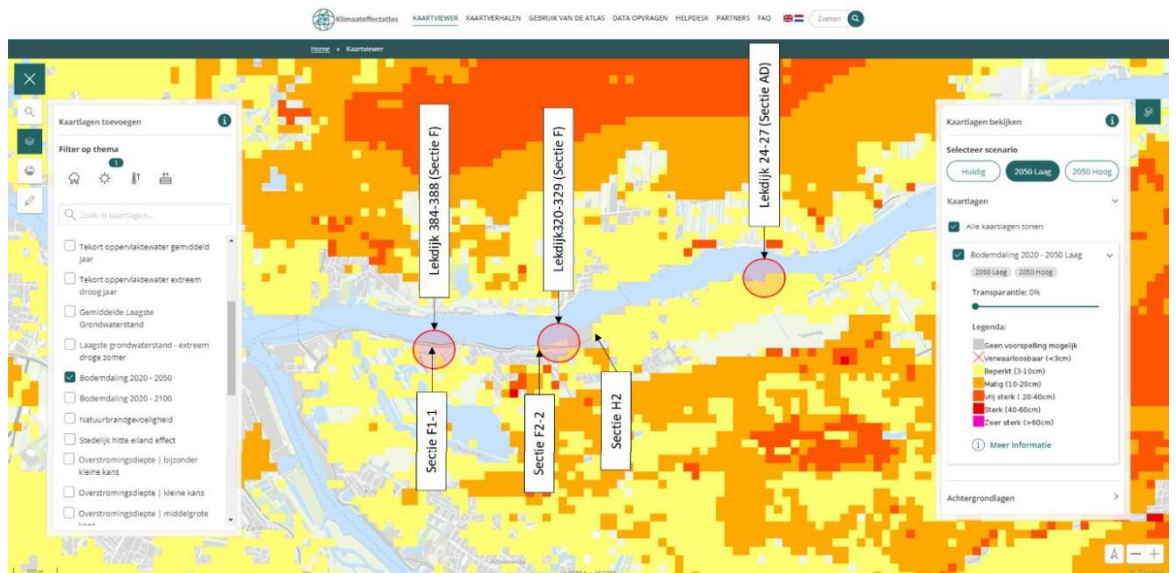 Klimaateffectatlas
KAARTVIEWER KAARTVERHALEN GEBRUIK VAN DE ATLAS DATA OPVRAGEN HELPDESK PARTNERS FAQ Zoeken
Home > Kaartviewer
Kaartlagen toevoegen
Filter op thema
1
Zoek in kaartlagen...
Tekort oppervlaktewater gemiddeld
jaar
Tekort oppervlaktewater extreem
droog jaar
Gemiddelde Laagste
Grondwaterstand
Laagste grondwaterstand - extreem
droge zomer
Bodemdaling 2020 - 2050
Bodemdaling 2020 - 2100
Natuurbrandgevoeligheid
Stedelijk hitte eiland effect
Overstromingsdiepte | bijzonder
kleine kans
Overstromingsdiepte | kleine kans
Overstromingsdiepte | middelgrote
Lekdijk 384-388 (Sectie F)
Lekdijk320-329 (Sectie F)
Lekdijk 24-27 (Sectie AD)
Sectie F1-1
Sectie F2-2
Sectie H2
Kaartlagen bekijken
Selecteer scenario
Huidig 2050 Laag 2050 Hoog
Kaartlagen
Alle kaartlagen tonen
Bodemdaling 2020 - 2050 Laag
2050 Laag 2050 Hoog
Transparantie: 0%
Legenda:
Geen voorspelling mogelijk
Verwaarloosbaar (<3cm)
Beperkt (3-10cm)
Matig (10-20cm)
Vrij sterk ( 20-40cm)
Sterk (40-60cm)
Zeer sterk (>60cm)
Meer informatie
Achtergrondlagen